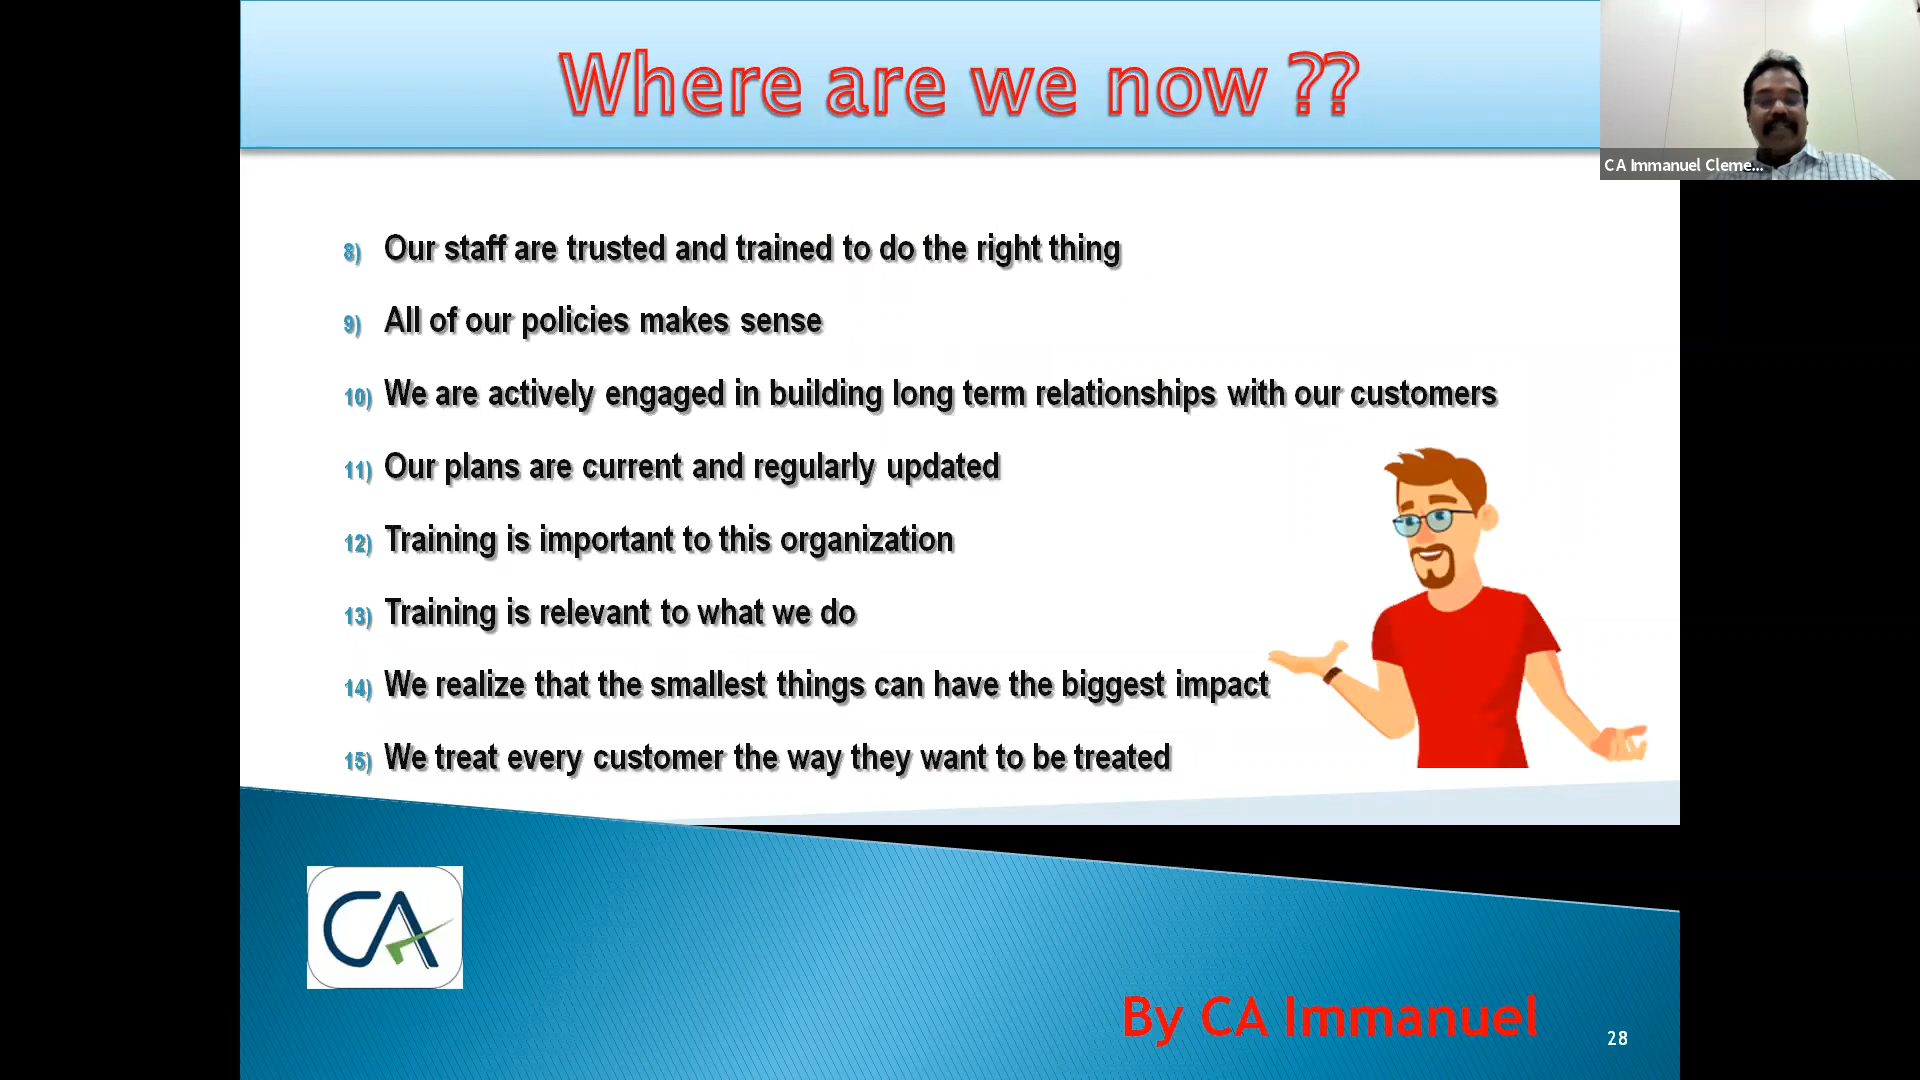 Where are we now ??
CA Immanuel Cleme...
8) Our staff are trusted and trained to do the right thing
9) All of our policies makes sense
10) We are actively engaged in building long term relationships with our customers
11) Our plans are current and regularly updated
12) Training is important to this organization
13) Training is relevant to what we do
14) We realize that the smallest things can have the biggest impact
15) We treat every customer the way they want to be treated
CA
By CA Immanuel
28